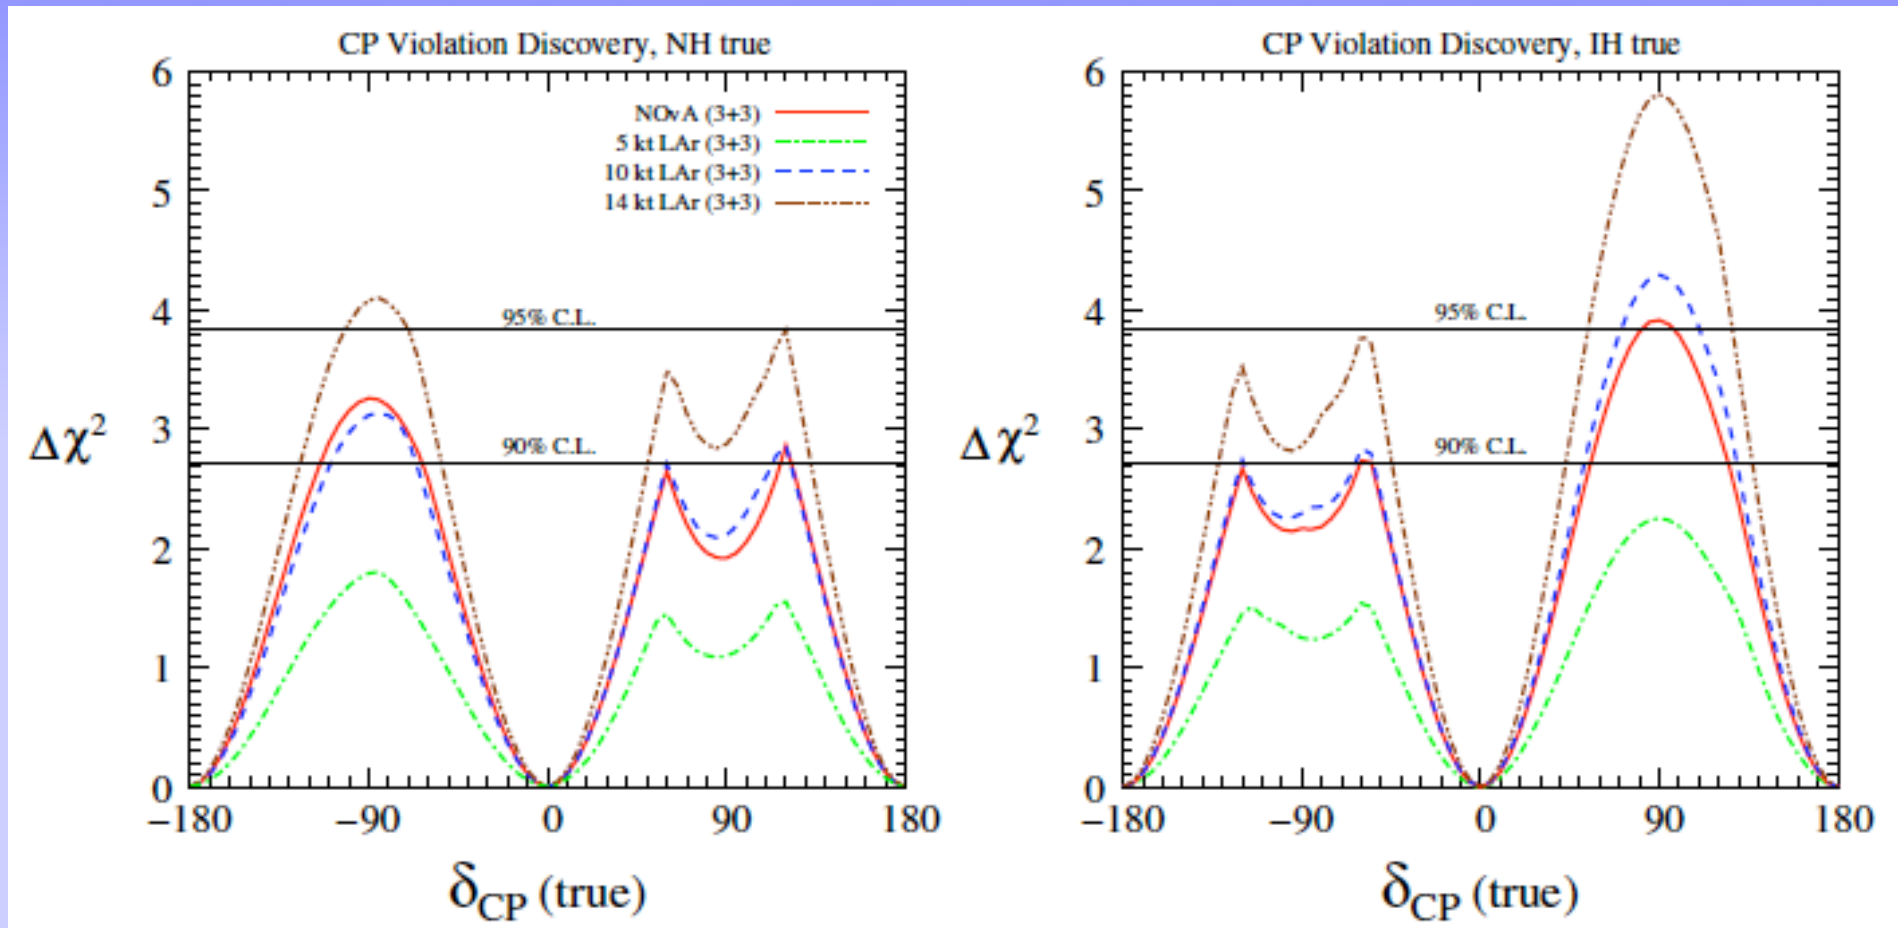 CP Violation Discovery, NH true
6
5
4
3
2
1
0
Δχ²
NOvA (3+3)
5 kt LAr (3+3)
10 kt LAr (3+3)
14 kt LAr (3+3)
95% C.L.
90% C.L.
−180 −90 0 90 180
δCP (true)
CP Violation Discovery, IH true
6
5
4
3
2
1
0
Δχ²
95% C.L.
90% C.L.
−180 −90 0 90 180
δCP (true)